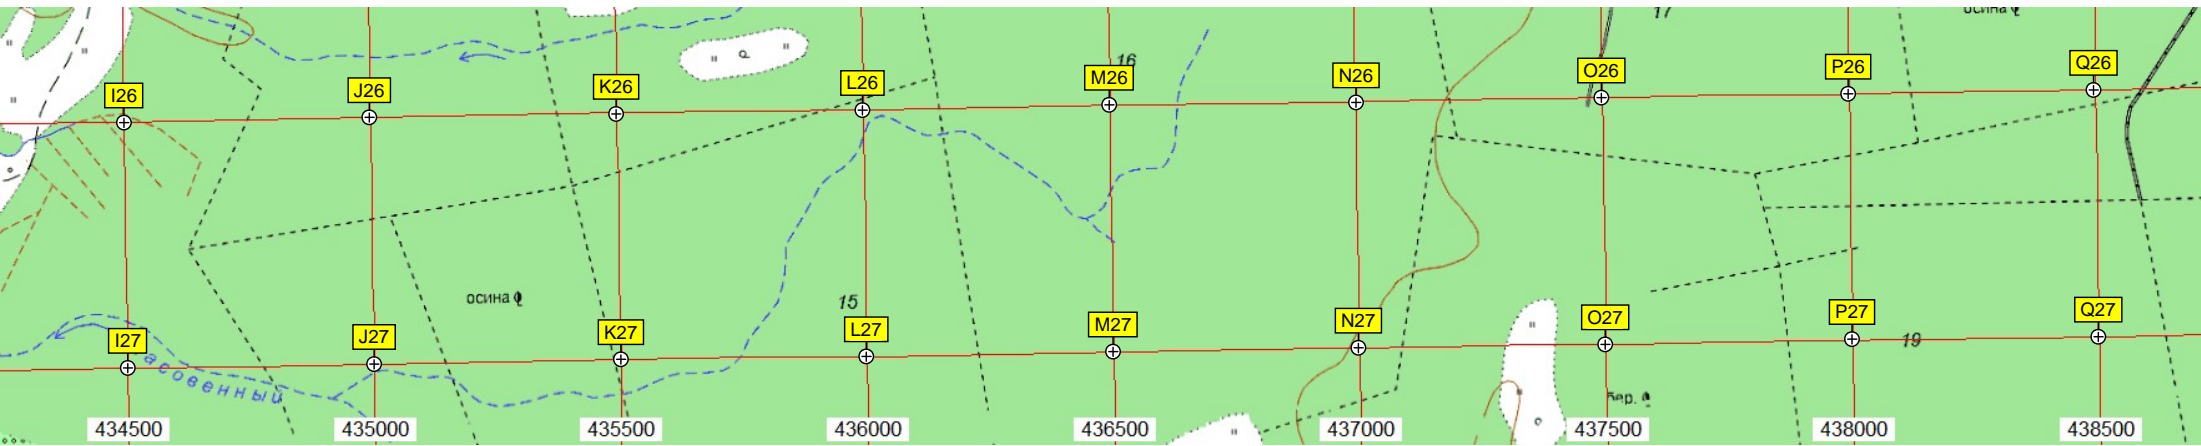 17
осина
16
I26 J26 K26 L26 M26 N26 O26 P26 Q26
осина
15
I27 J27 K27 L27 M27 N27 O27 P27 Q27
19
асовенный
бер.
434500 435000 435500 436000 436500 437000 437500 438000 438500